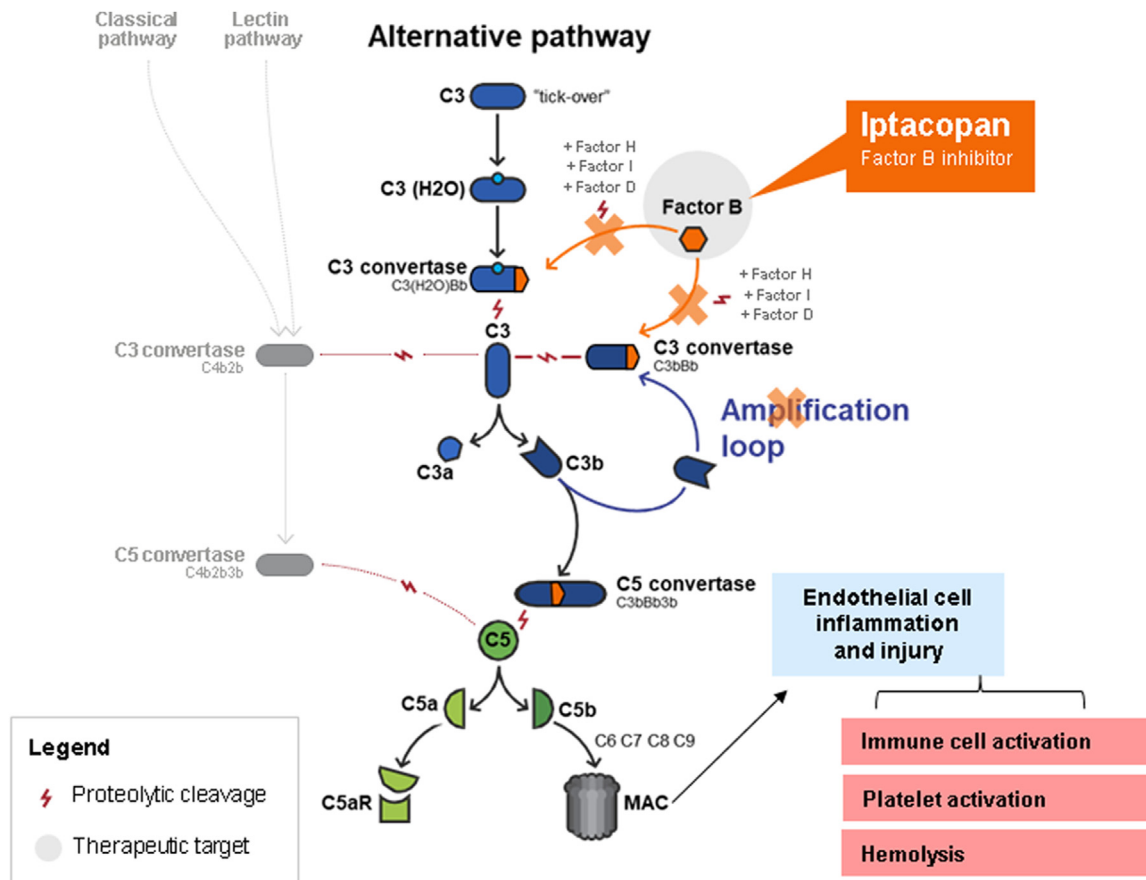 Classical
pathway
Lectin
pathway
Alternative pathway
C3
"tick-over"
+ Factor H
+ Factor I
+ Factor D
Iptacopan
Factor B inhibitor
C3 (H2O)
Factor B
C3 convertase
C3(H2O)Bb
+ Factor H
+ Factor I
+ Factor D
C3
C3 convertase
C4b2b
C3 convertase
C3bBb
Amplification
loop
C3a
C3b
C5 convertase
C4b2b3b
C5 convertase
C3bBb3b
Endothelial cell
inflammation
and injury
C5
C5a
C5b
C6 C7 C8 C9
C5aR
MAC
Immune cell activation
Platelet activation
Hemolysis
Legend
Proteolytic cleavage
Therapeutic target